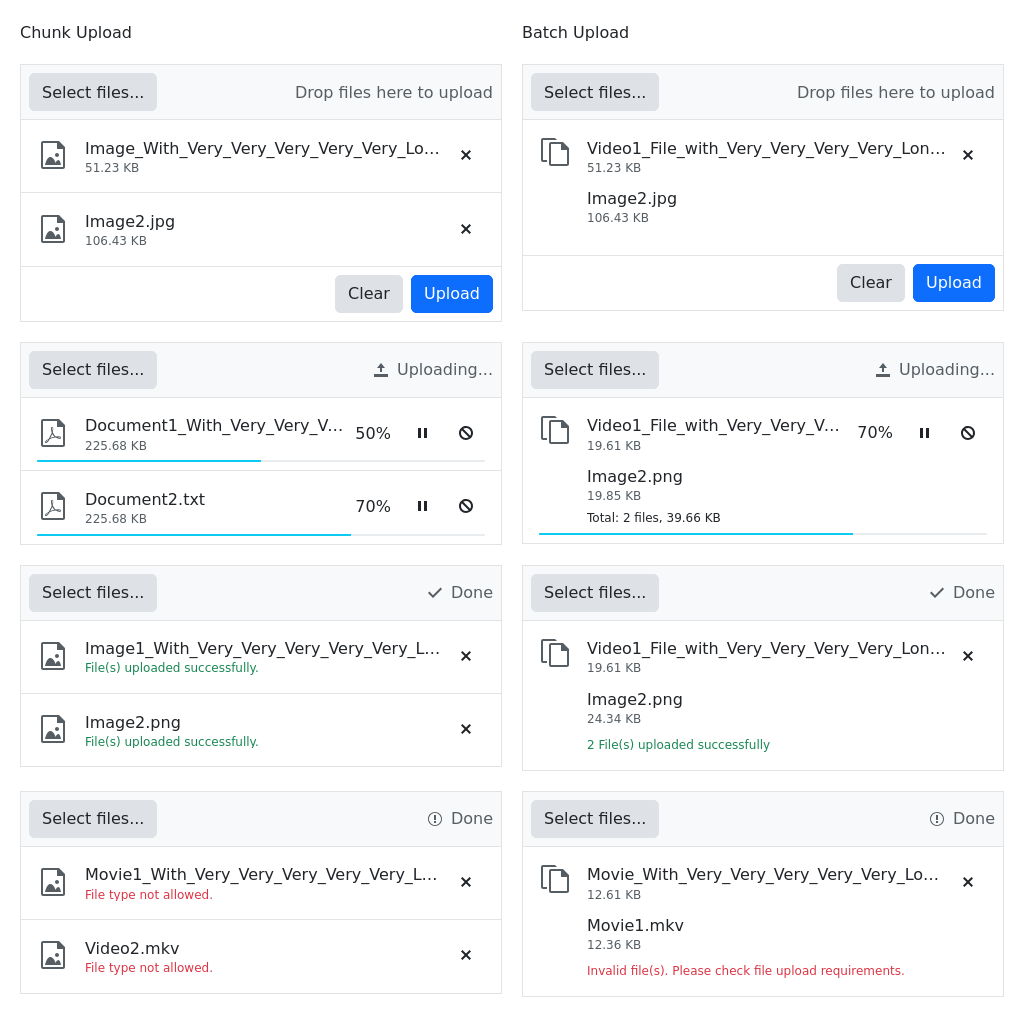 Chunk Upload
Select files...
Drop files here to upload
Image_With_Very_Very_Very_Very_Very_Lo...
51.23 KB
Image2.jpg
106.43 KB
Clear
Upload
Select files...
Uploading...
Document1_With_Very_Very_V...
225.68 KB
50%
Document2.txt
225.68 KB
70%
Select files...
Done
Image1_With_Very_Very_Very_Very_Very_L...
File(s) uploaded successfully.
Image2.png
File(s) uploaded successfully.
Select files...
Done
Movie1_With_Very_Very_Very_Very_Very_L...
File type not allowed.
Video2.mkv
File type not allowed.
Batch Upload
Select files...
Drop files here to upload
Video1_File_with_Very_Very_Very_Very_Lon...
51.23 KB
Image2.jpg
106.43 KB
Clear
Upload
Select files...
Uploading...
Video1_File_with_Very_Very_V...
19.61 KB
70%
Image2.png
19.85 KB
Total: 2 files, 39.66 KB
Select files...
Done
Video1_File_with_Very_Very_Very_Very_Lon...
19.61 KB
Image2.png
24.34 KB
2 File(s) uploaded successfully
Select files...
Done
Movie_With_Very_Very_Very_Very_Very_Lo...
12.61 KB
Movie1.mkv
12.36 KB
Invalid file(s). Please check file upload requirements.